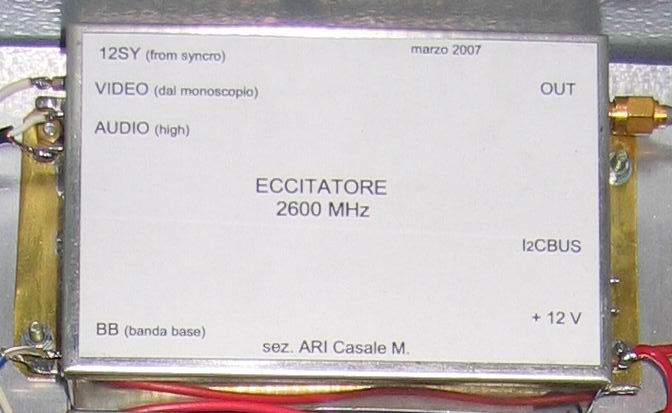 12SY (from syncro)
marzo 2007
VIDEO (dal monoscopio)
OUT
AUDIO (high)
ECCITATORE
2600 MHz
I2CBUS
+ 12 V
BB (banda base)
sez. ARI Casale M.